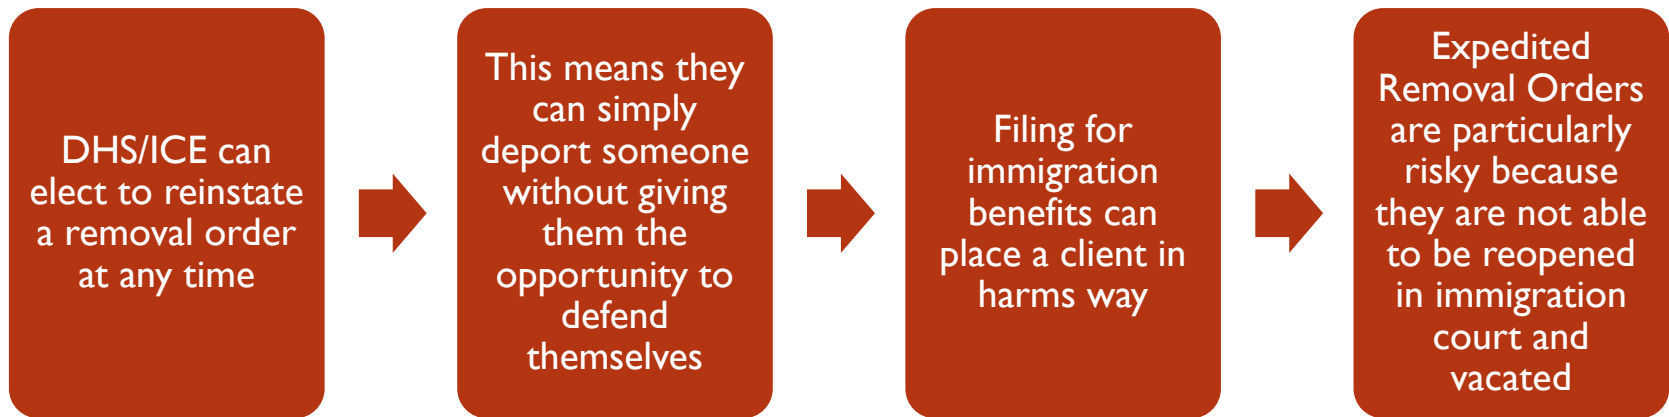 DHS/ICE can
elect to reinstate
a removal order
at any time
This means they
can simply
deport someone
without giving
them the
opportunity to
defend
themselves
Filing for
immigration
benefits can
place a client in
harms way
Expedited
Removal Orders
are particularly
risky because
they are not able
to be reopened
in immigration
court and
vacated